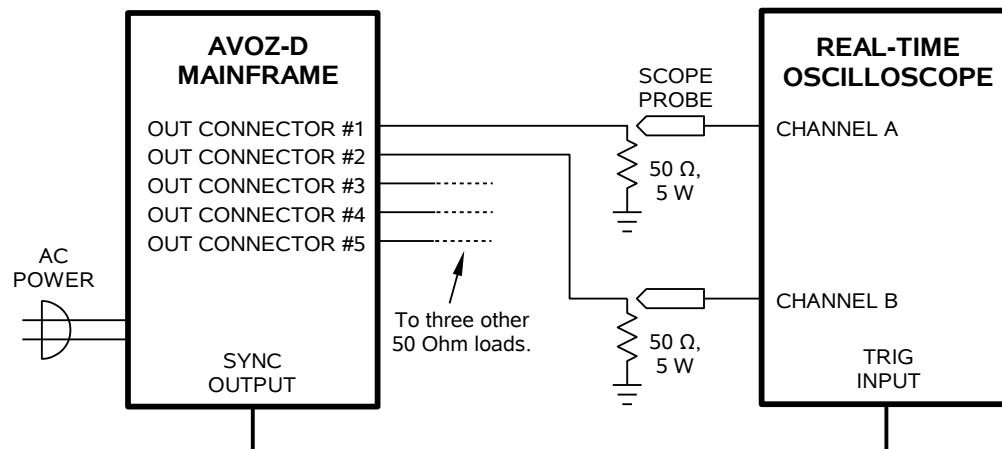 AVOZ-D
MAINFRAME
OUT CONNECTOR #1
OUT CONNECTOR #2
OUT CONNECTOR #3
OUT CONNECTOR #4
OUT CONNECTOR #5
AC
POWER
SYNC
OUTPUT
To three other
50 Ohm loads.
SCOPE
PROBE
50 Ω,
5 W
50 Ω,
5 W
REAL-TIME
OSCILLOSCOPE
CHANNEL A
CHANNEL B
TRIG
INPUT